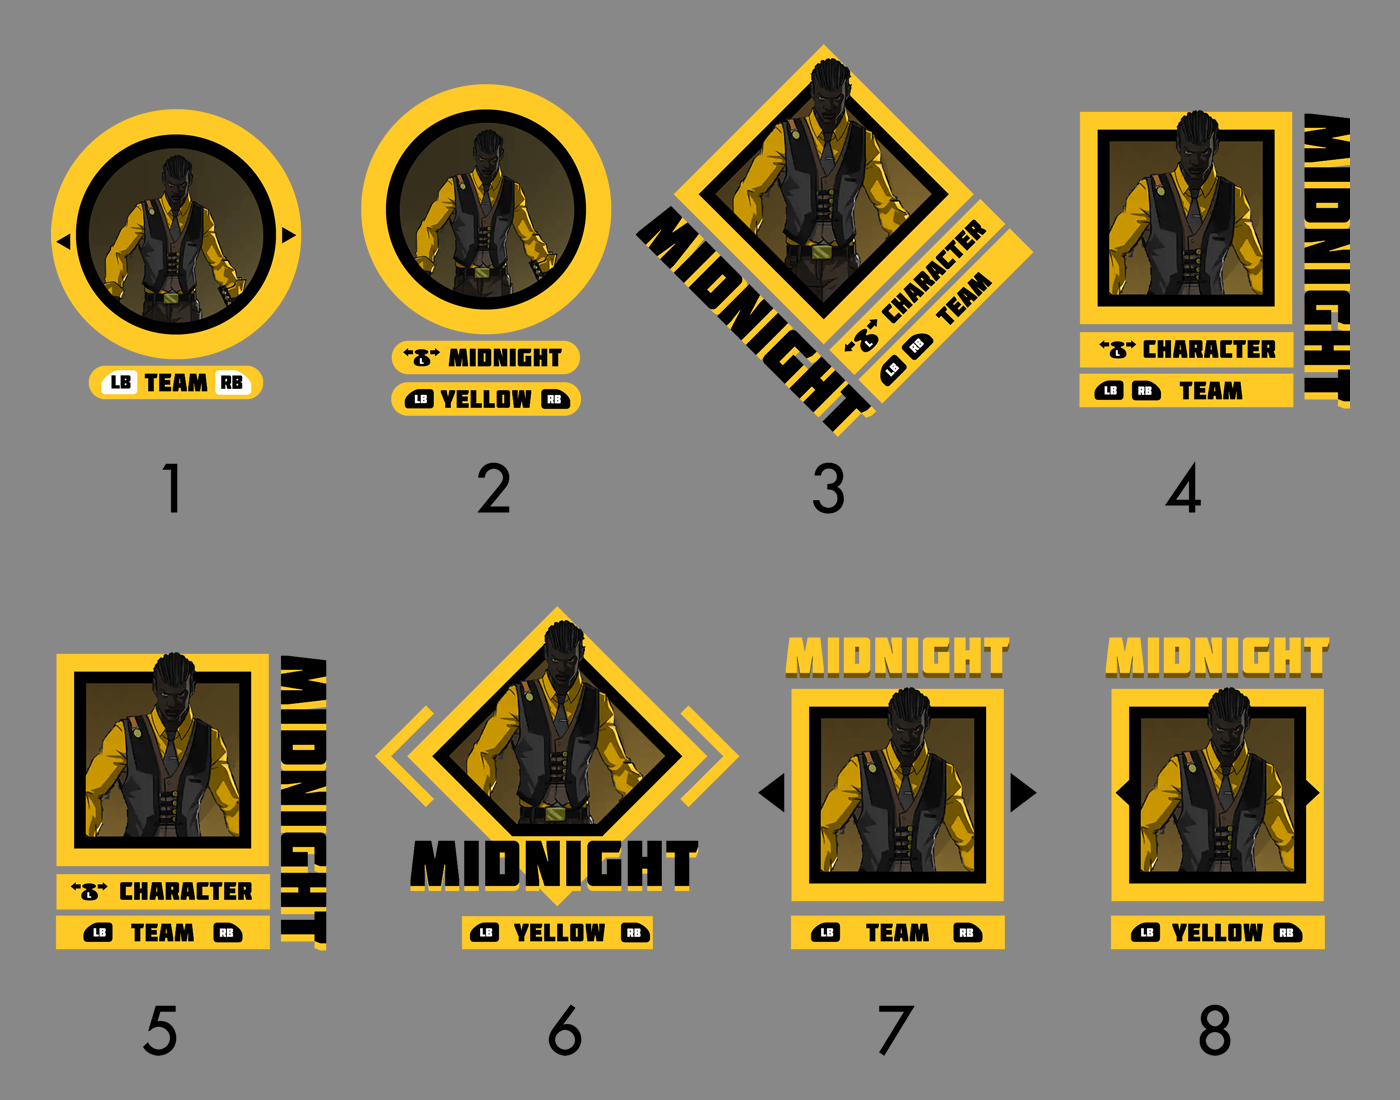 LB TEAM RB
1
L MIDNIGHT
LB YELLOW RB
2
MIDNIGHT
L CHARACTER
LB RB TEAM
3
MIDNIGHT
L CHARACTER
LB RB TEAM
4
MIDNIGHT
L CHARACTER
LB TEAM RB
5
MIDNIGHT
LB YELLOW RB
6
MIDNIGHT
LB TEAM RB
7
MIDNIGHT
LB YELLOW RB
8